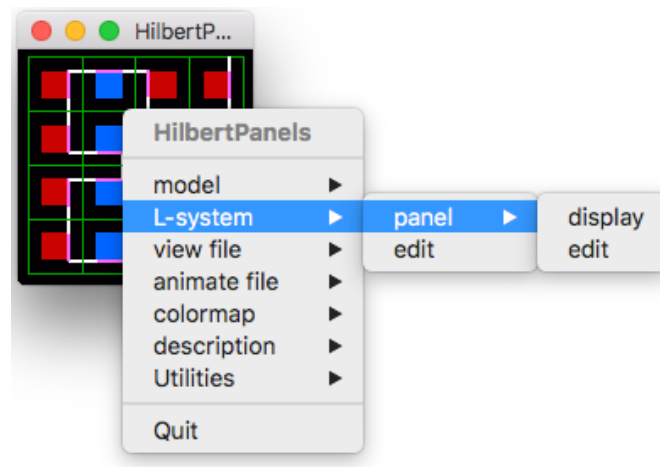 HilbertP...
HilbertPanels
model
L-system
panel
display
view file
edit
edit
animate file
colormap
description
Utilities
Quit